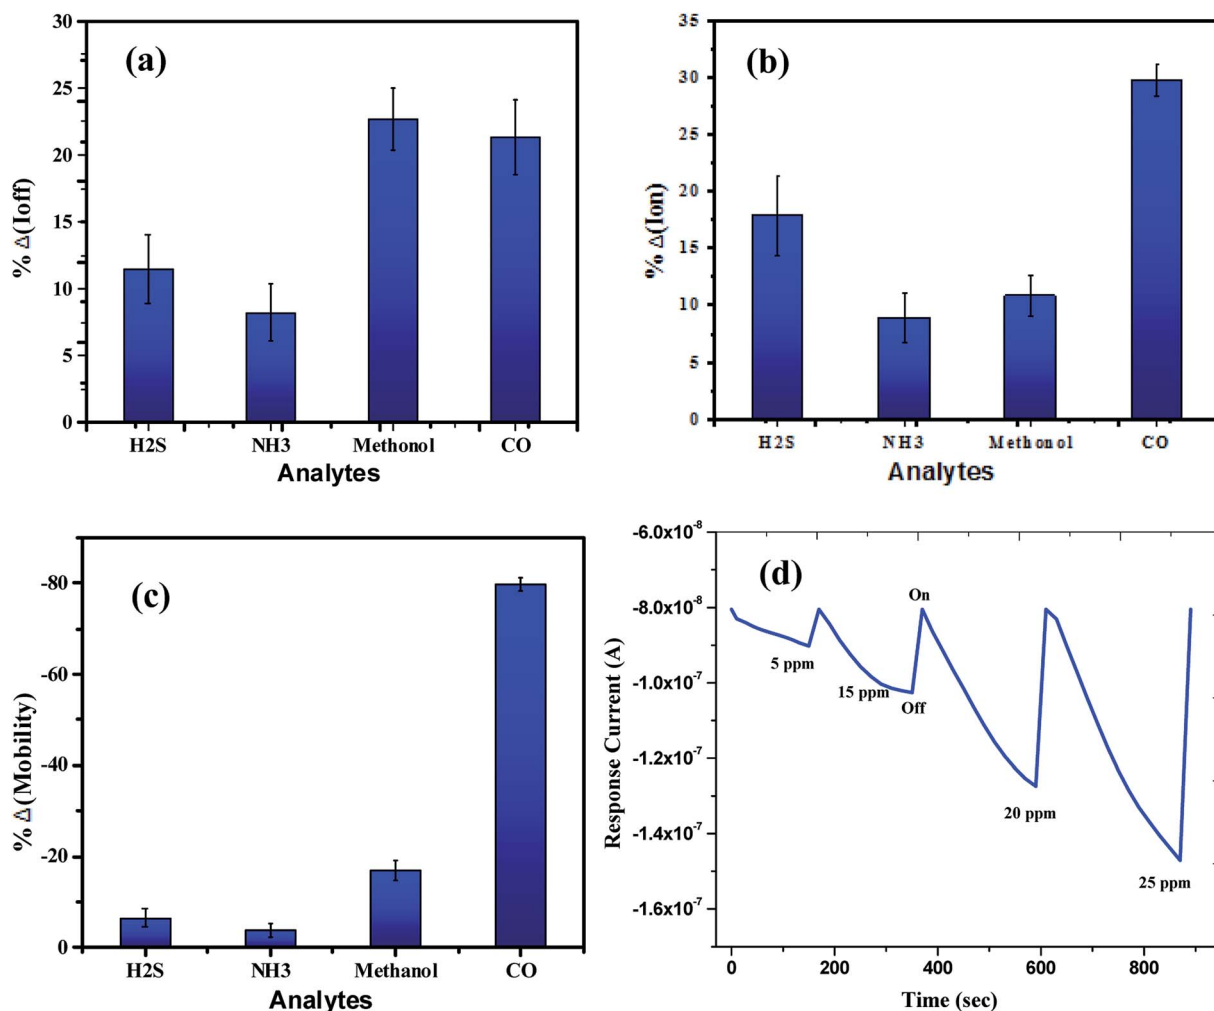 (a)
% Δ(Ioff)
30
25
20
15
10
5
0
H2S NH3 Methonol CO
Analytes
(b)
% Δ(Ion)
35
30
25
20
15
10
5
0
H2S NH3 Methonol CO
Analytes
(c)
% Δ(Mobility)
-80
-60
-40
-20
0
H2S NH3 Methanol CO
Analytes
(d)
Response Current (A)
-6.0x10-8
-8.0x10-8
-1.0x10-7
-1.2x10-7
-1.4x10-7
-1.6x10-7
On
5 ppm
15 ppm
Off
20 ppm
25 ppm
0 200 400 600 800
Time (sec)